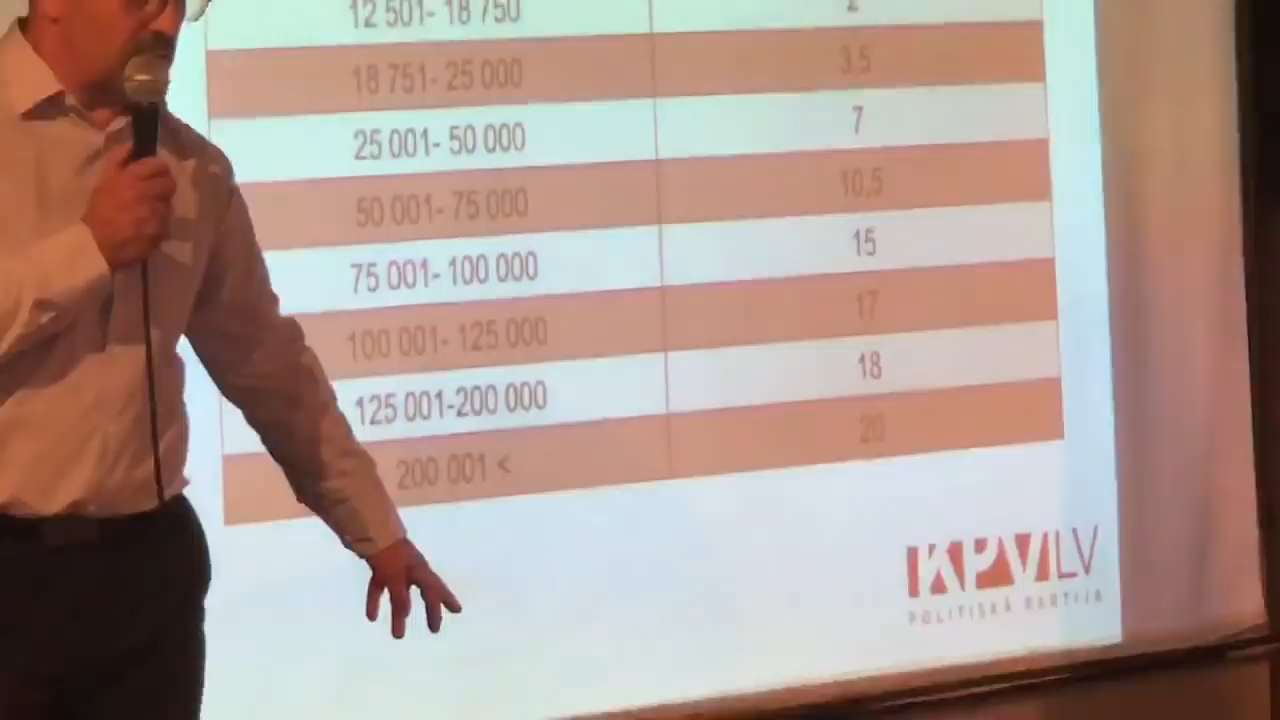 12 501- 18 750 2
18 751- 25 000 3,5
25 001- 50 000 7
50 001- 75 000 10,5
75 001- 100 000 15
100 001- 125 000 17
125 001-200 000 18
200 001 < 20
KPV LV
POLITISKĀ PARTIJA